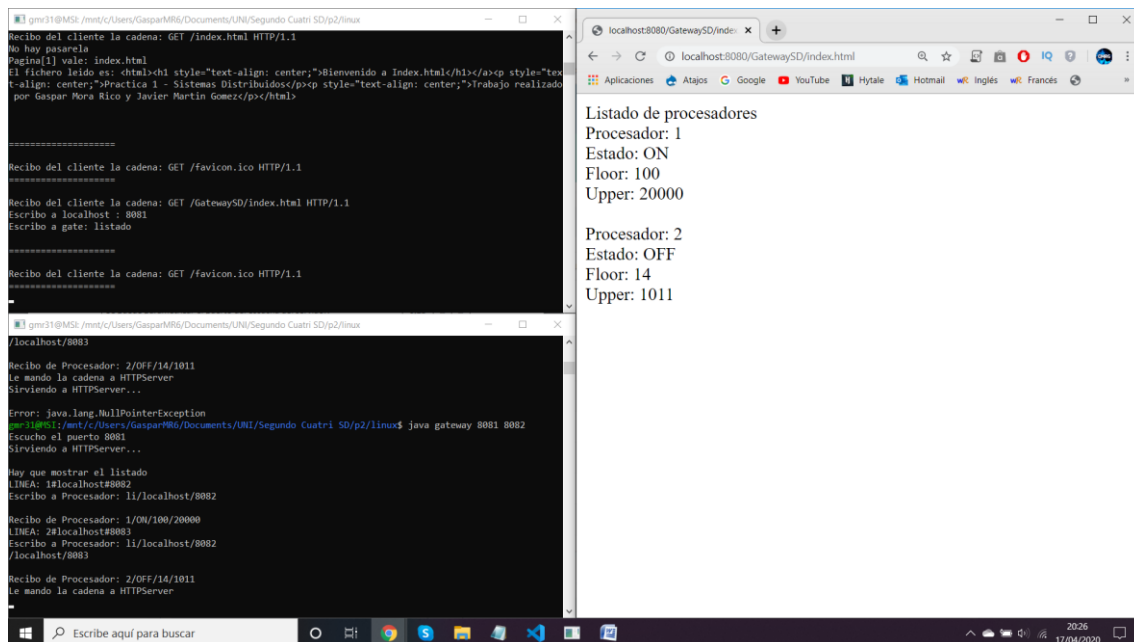 gmr31@MSI: /mnt/c/Users/GasparMR6/Documents/UNI/Segundo Cuatri SD/p2/linux
Recibo del cliente la cadena: GET /index.html HTTP/1.1
No hay pasarela
Pagina[1] vale: index.html
El fichero leido es: <html><h1 style="text-align: center;">Bienvenido a Index.html</h1></a><p style="tex
t-align: center;">Practica 1 - Sistemas Distribuidos</p><p style="text-align: center;">Trabajo realizado
 por Gaspar Mora Rico y Javier Martin Gomez</p></html>
====================
Recibo del cliente la cadena: GET /favicon.ico HTTP/1.1
====================
Recibo del cliente la cadena: GET /GatewaySD/index.html HTTP/1.1
Escribo a localhost : 8081
Escribo a gate: listado
====================
Recibo del cliente la cadena: GET /favicon.ico HTTP/1.1
====================
gmr31@MSI: /mnt/c/Users/GasparMR6/Documents/UNI/Segundo Cuatri SD/p2/linux
/localhost/8083
Recibo de Procesador: 2/OFF/14/1011
Le mando la cadena a HTTPServer
Sirviendo a HTTPServer...
Error: java.lang.NullPointerException
gmr31@MSI:/mnt/c/Users/GasparMR6/Documents/UNI/Segundo Cuatri SD/p2/linux$ java gateway 8081 8082
Escucho el puerto 8081
Sirviendo a HTTPServer...
Hay que mostrar el listado
LINEA: 1#localhost#8082
Escribo a Procesador: li/localhost/8082
Recibo de Procesador: 1/ON/100/20000
LINEA: 2#localhost#8083
Escribo a Procesador: li/localhost/8082
/localhost/8083
Recibo de Procesador: 2/OFF/14/1011
Le mando la cadena a HTTPServer
localhost:8080/GatewaySD/index
localhost:8080/GatewaySD/index.html
Aplicaciones Atajos Google YouTube Hytale Hotmail wR Inglés wR Francés
Listado de procesadores
Procesador: 1
Estado: ON
Floor: 100
Upper: 20000
Procesador: 2
Estado: OFF
Floor: 14
Upper: 1011
Escribe aquí para buscar
20:26
17/04/2020